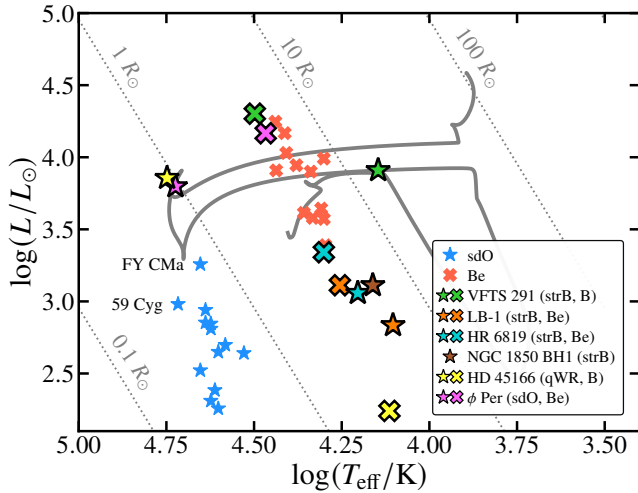 5.0
4.5
4.0
3.5
3.0
2.5
log(L/L⊙)
1 R⊙
10 R⊙
100 R⊙
0.1 R⊙
FY CMa
59 Cyg
sdO
Be
VFTS 291 (strB, B)
LB-1 (strB, Be)
HR 6819 (strB, Be)
NGC 1850 BH1 (strB)
HD 45166 (qWR, B)
ϕ Per (sdO, Be)
5.00 4.75 4.50 4.25 4.00 3.75 3.50
log(T_eff/K)